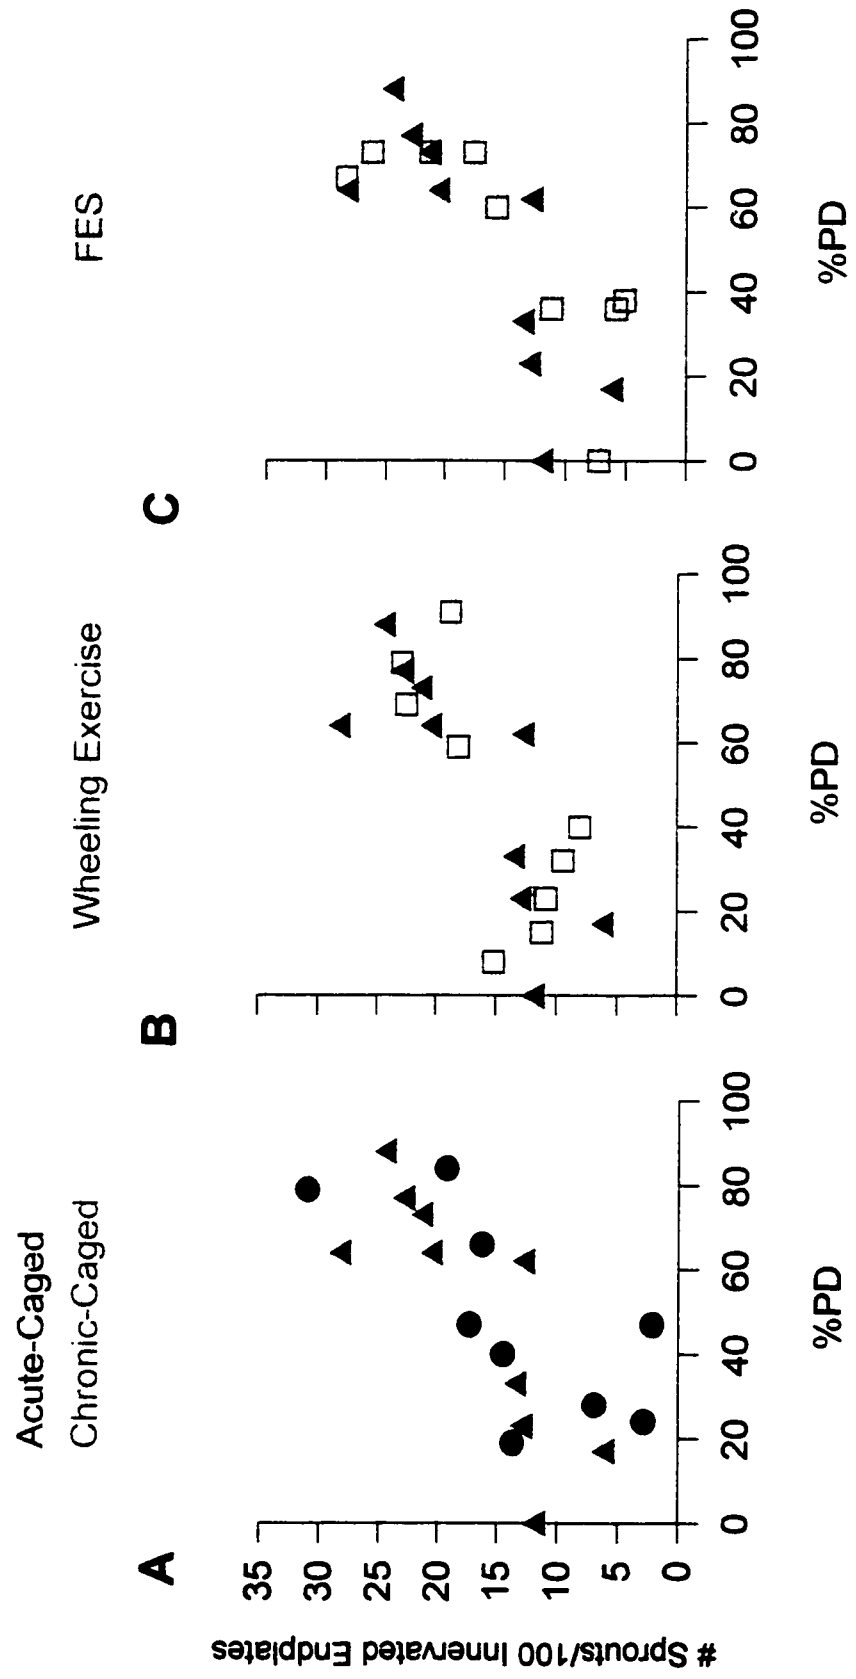 Acute-Caged
Chronic-Caged
Wheeling Exercise
FES
A
B
C
# Sprouts/100 Innervated Endplates
35
30
25
20
15
10
5
0
0 20 40 60 80 100
0 20 40 60 80 100
0 20 40 60 80 100
%PD
%PD
%PD